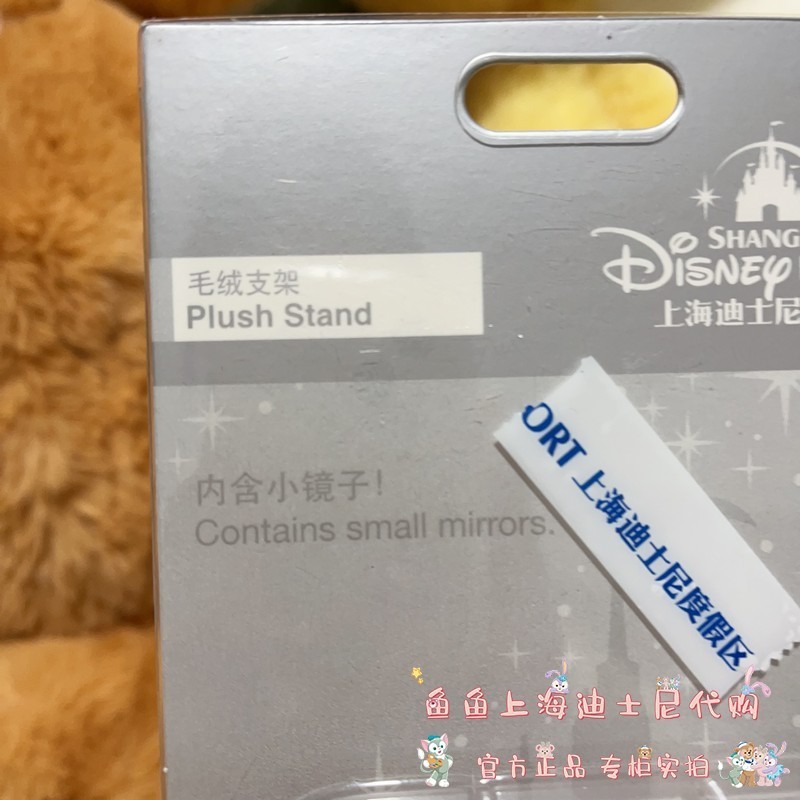 SHANG
DISNEY
上海迪士尼
毛绒支架
Plush Stand
ORT 上海迪士尼度假区
内含小镜子！
Contains small mirrors.
鱼鱼上海迪士尼代购
官方正品 专柜实拍